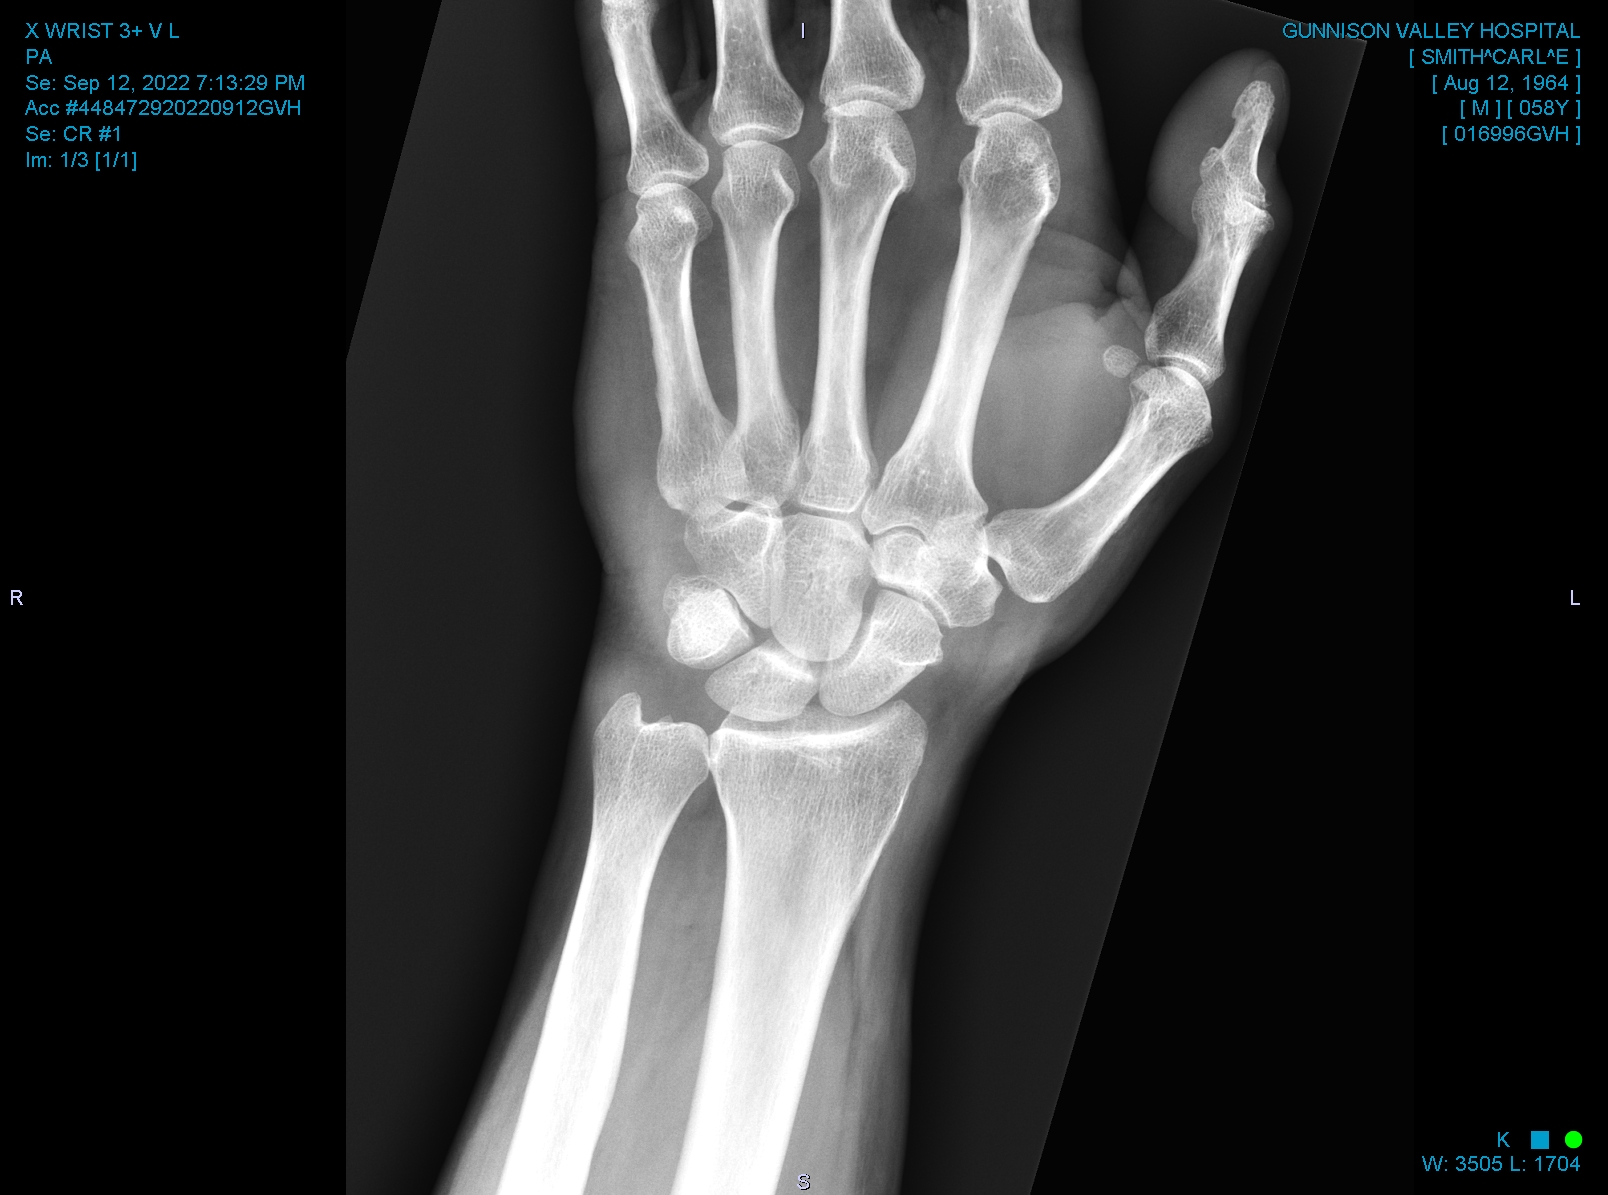 X WRIST 3+ V L
PA
Se: Sep 12, 2022 7:13:29 PM
Acc #448472920220912GVH
Se: CR #1
Im: 1/3 [1/1]
I
GUNNISON VALLEY HOSPITAL
[ SMITH^CARL^E ]
[ Aug 12, 1964 ]
[ M ] [ 058Y ]
[ 016996GVH ]
R
L
K
W: 3505 L: 1704
S